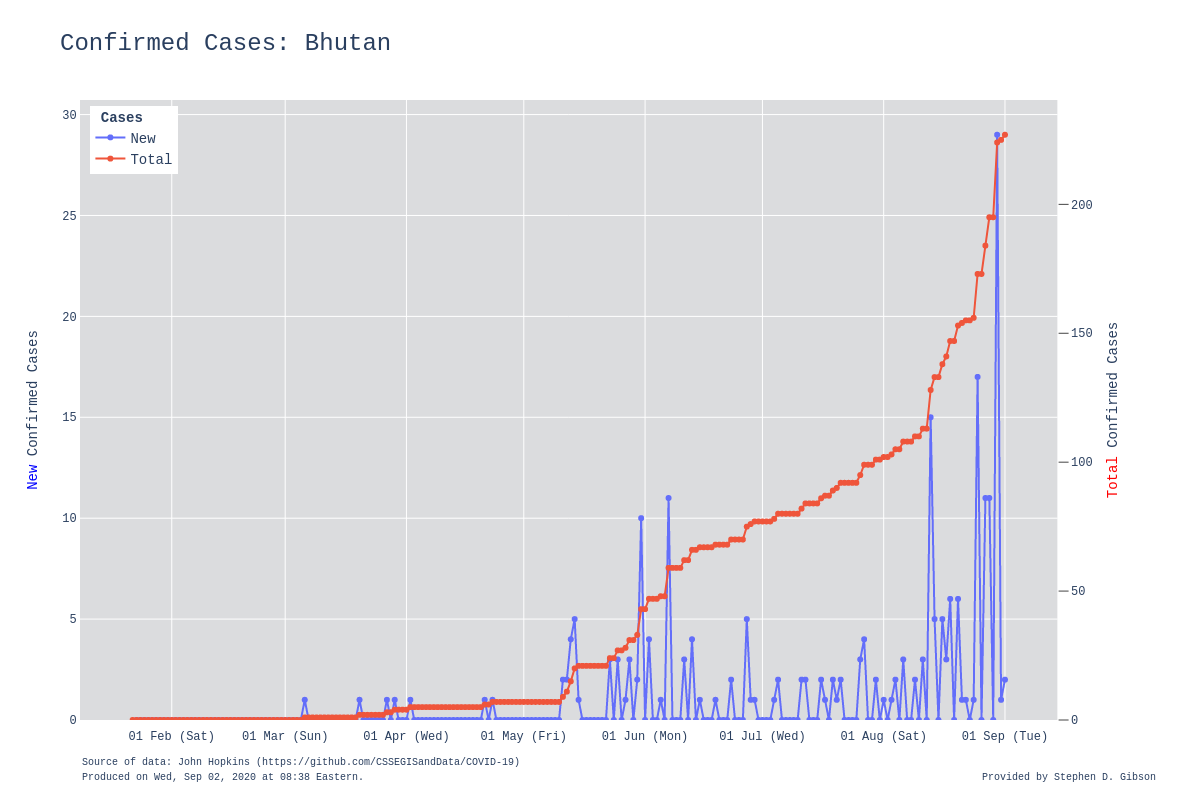 Confirmed Cases: Bhutan
Cases
New
Total
30
25
20
15
10
5
0
New Confirmed Cases
200
150
100
50
0
Total Confirmed Cases
01 Feb (Sat) 01 Mar (Sun) 01 Apr (Wed) 01 May (Fri) 01 Jun (Mon) 01 Jul (Wed) 01 Aug (Sat) 01 Sep (Tue)
Source of data: John Hopkins (https://github.com/CSSEGISandData/COVID-19)
Produced on Wed, Sep 02, 2020 at 08:38 Eastern.
Provided by Stephen D. Gibson